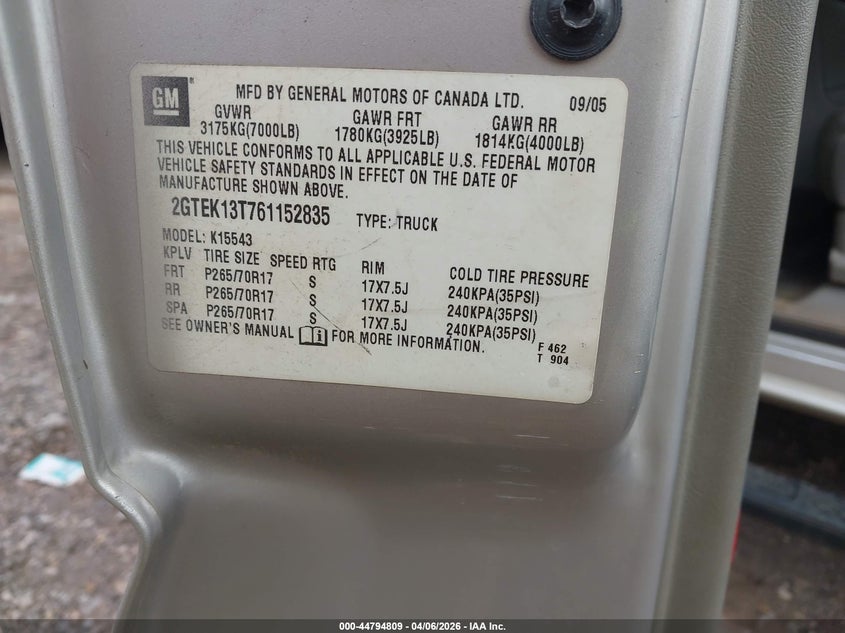 GM
MFD BY GENERAL MOTORS OF CANADA LTD. 09/05
GVWR GAWR FRT GAWR RR
3175KG(7000LB) 1780KG(3925LB) 1814KG(4000LB)
THIS VEHICLE CONFORMS TO ALL APPLICABLE U.S. FEDERAL MOTOR
VEHICLE SAFETY STANDARDS IN EFFECT ON THE DATE OF
MANUFACTURE SHOWN ABOVE.
2GTEK13T761152835 TYPE: TRUCK
MODEL: K15543
KPLV TIRE SIZE SPEED RTG RIM COLD TIRE PRESSURE
FRT P265/70R17 S 17X7.5J 240KPA(35PSI)
RR P265/70R17 S 17X7.5J 240KPA(35PSI)
SPA P265/70R17 S 17X7.5J 240KPA(35PSI)
SEE OWNER'S MANUAL FOR MORE INFORMATION.
F 462
T 904
000-44794809 - 04/06/2026 - IAA Inc.